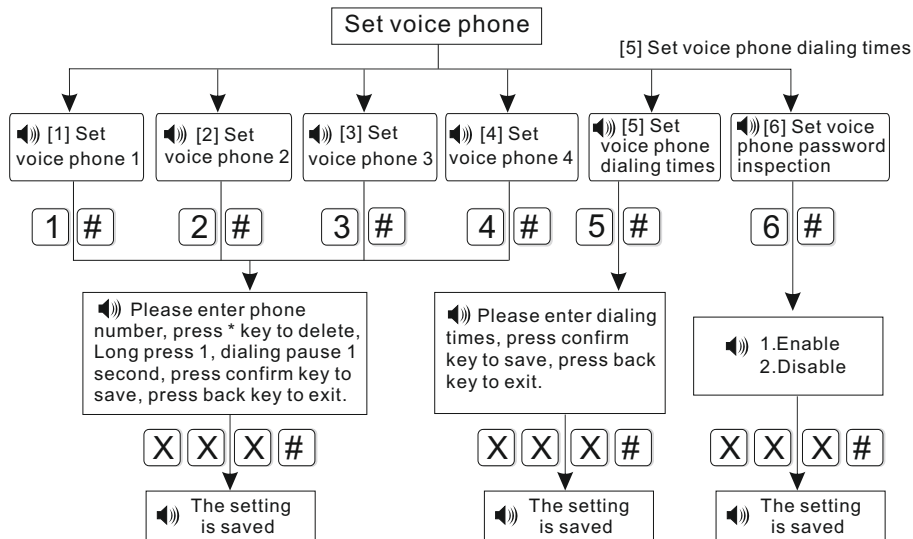 Set voice phone
[5] Set voice phone dialing times
[1] Set
voice phone 1
[2] Set
voice phone 2
[3] Set
voice phone 3
[4] Set
voice phone 4
[5] Set
voice phone
dialing times
[6] Set voice
phone password
inspection
1 #
2 #
3 #
4 #
5 #
6 #
Please enter phone
number, press * key to delete,
Long press 1, dialing pause 1
second, press confirm key to
save, press back key to exit.
Please enter dialing
times, press confirm
key to save, press back
key to exit.
1.Enable
2.Disable
X X X #
X X X #
X X X #
The setting
is saved
The setting
is saved
The setting
is saved